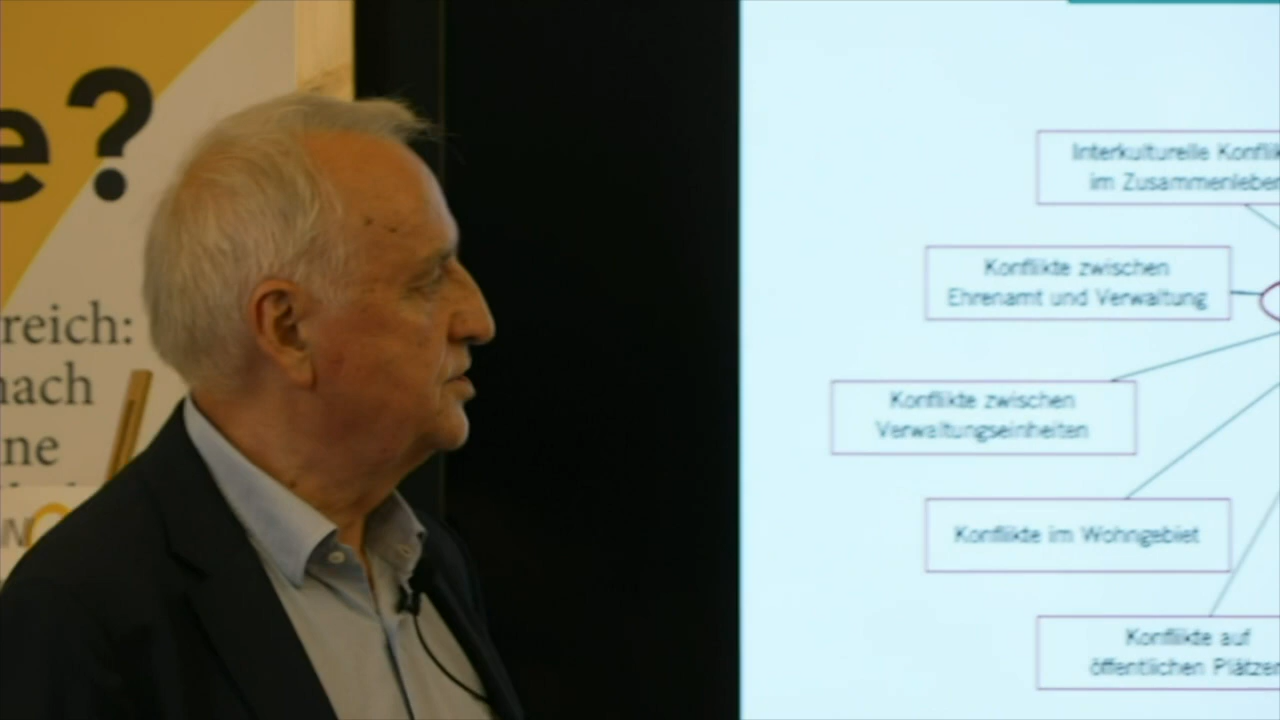 e?
reich:
nach
ne
Interkulturelle Konflik
im Zusammenleben
Konflikte zwischen
Ehrenamt und Verwaltung
Konflikte zwischen
Verwaltungseinheiten
Konflikte im Wohngebiet
Konflikte auf
öffentlichen Plätzen